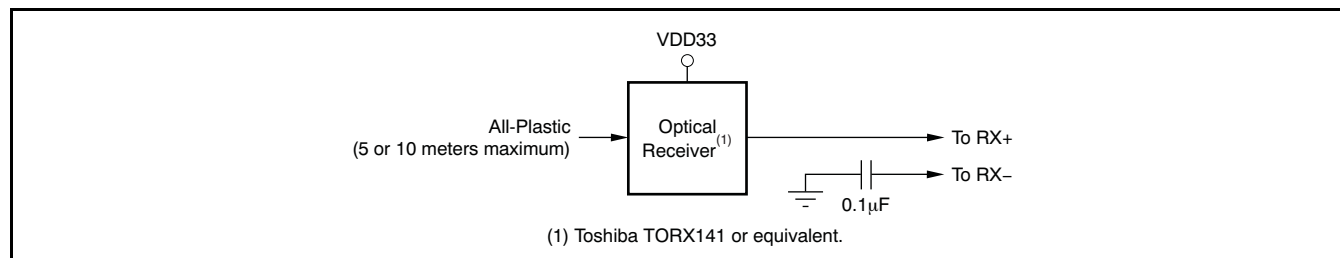 VDD33
All-Plastic
(5 or 10 meters maximum)
Optical
Receiver(1)
To RX+
To RX−
0.1μF
(1) Toshiba TORX141 or equivalent.